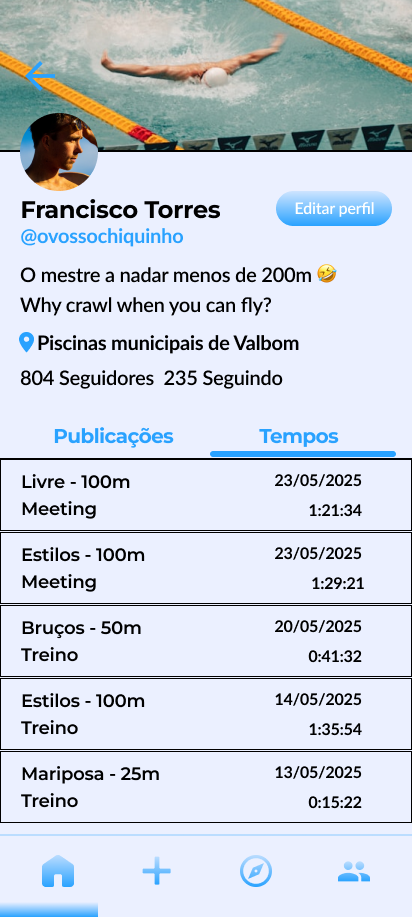 Francisco Torres
Editar perfil
@ovossochiquinho
O mestre a nadar menos de 200m 🤣
Why crawl when you can fly?
Piscinas municipais de Valbom
804 Seguidores 235 Seguindo
Publicações Tempos
Livre - 100m 23/05/2025
Meeting 1:21:34
Estilos - 100m 23/05/2025
Meeting 1:29:21
Bruços - 50m 20/05/2025
Treino 0:41:32
Estilos - 100m 14/05/2025
Treino 1:35:54
Mariposa - 25m 13/05/2025
Treino 0:15:22